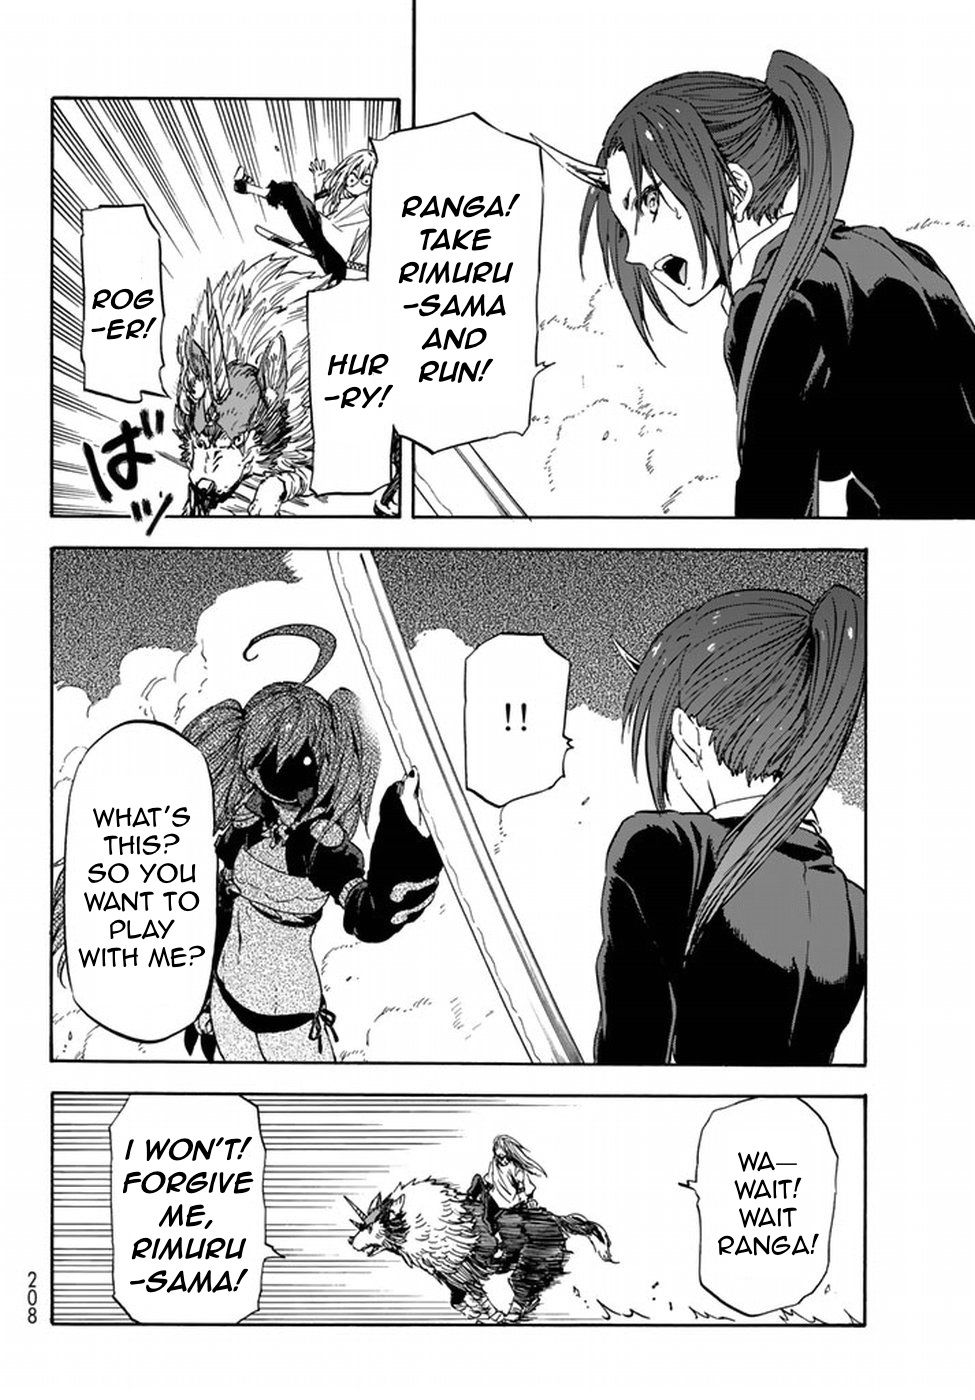 RANGA!
TAKE
RIMURU
-SAMA
AND
RUN!
HUR
-RY!
ROG
-ER!
ばッ
!!
WHAT'S
THIS?
SO YOU
WANT TO
PLAY
WITH ME?
WA—
WAIT!
WAIT
RANGA!
I WON'T!
FORGIVE
ME,
RIMURU
-SAMA!
208